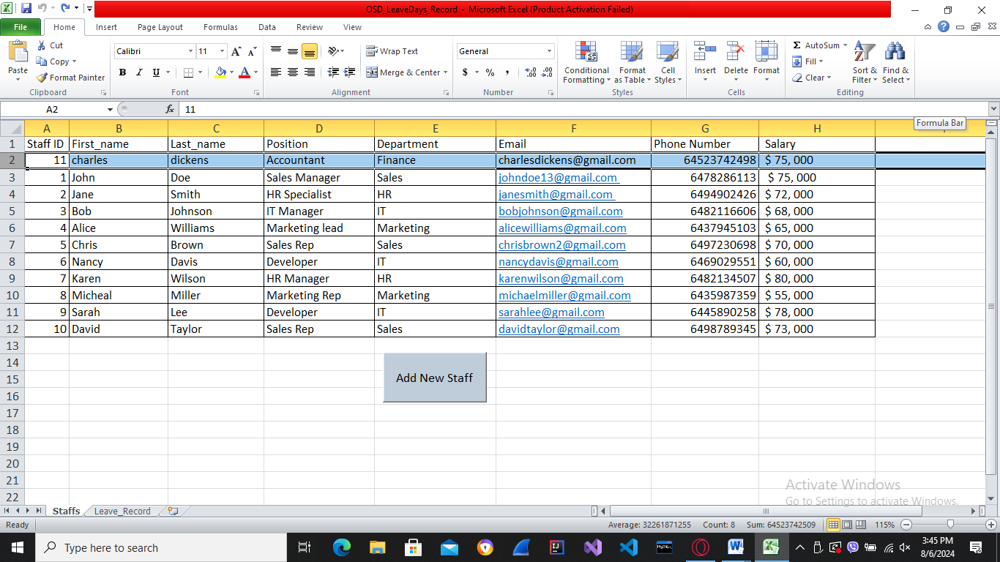 OSD_LeaveDays_Record - Microsoft Excel (Product Activation Failed)
File Home Insert Page Layout Formulas Data Review View
Paste Cut Copy Format Painter Clipboard
Calibri 11 B I U Font
Wrap Text Merge & Center Alignment
General $ % , Number
Conditional Formatting Format as Table Cell Styles Styles
Insert Delete Format Cells
Σ AutoSum Fill Clear Sort & Filter Find & Select Editing
A2 fx 11
Formula Bar
A B C D E F G H
1 Staff ID First_name Last_name Position Department Email Phone Number Salary
2 11 charles dickens Accountant Finance charlesdickens@gmail.com 64523742498 $ 75, 000
3 1 John Doe Sales Manager Sales johndoe13@gmail.com 6478286113 $ 75, 000
4 2 Jane Smith HR Specialist HR janesmith@gmail.com 6494902426 $ 72, 000
5 3 Bob Johnson IT Manager IT bobjohnson@gmail.com 6482116606 $ 68, 000
6 4 Alice Williams Marketing lead Marketing alicewilliams@gmail.com 6437945103 $ 65, 000
7 5 Chris Brown Sales Rep Sales chrisbrown2@gmail.com 6497230698 $ 70, 000
8 6 Nancy Davis Developer IT nancydavis@gmail.com 6469029551 $ 60, 000
9 7 Karen Wilson HR Manager HR karenwilson@gmail.com 6482134507 $ 80, 000
10 8 Micheal Miller Marketing Rep Marketing michaelmiller@gmail.com 6435987359 $ 55, 000
11 9 Sarah Lee Developer IT sarahlee@gmail.com 6445890258 $ 78, 000
12 10 David Taylor Sales Rep Sales davidtaylor@gmail.com 6498789345 $ 73, 000
13
14
15 Add New Staff
16
17
18
19
20
21
22
Activate Windows
Go to Settings to activate Windows.
Staffs Leave_Record
Ready Average: 32261871255 Count: 8 Sum: 64523742509 115%
Type here to search
3:45 PM
8/6/2024